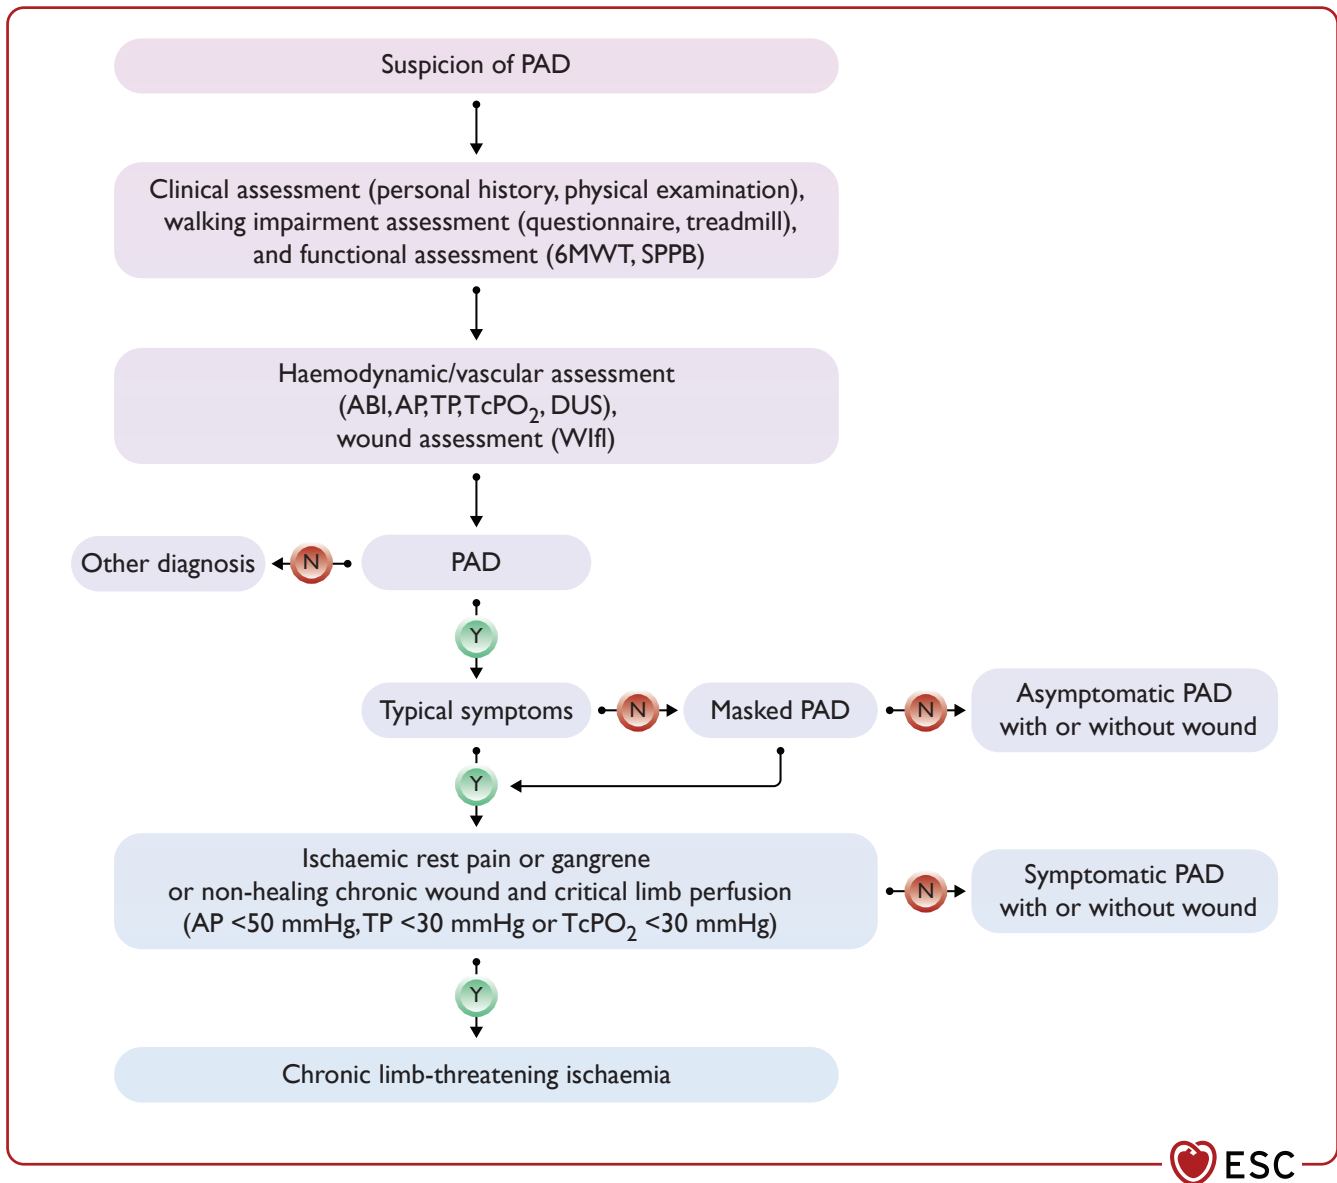 Suspicion of PAD
Clinical assessment (personal history, physical examination),
walking impairment assessment (questionnaire, treadmill),
and functional assessment (6MWT, SPPB)
Haemodynamic/vascular assessment
(ABI, AP, TP, TcPO2, DUS),
wound assessment (WIfI)
Other diagnosis
N
PAD
Y
Typical symptoms
N
Masked PAD
N
Asymptomatic PAD
with or without wound
Y
Ischaemic rest pain or gangrene
or non-healing chronic wound and critical limb perfusion
(AP <50 mmHg, TP <30 mmHg or TcPO2 <30 mmHg)
N
Symptomatic PAD
with or without wound
Y
Chronic limb-threatening ischaemia
ESC